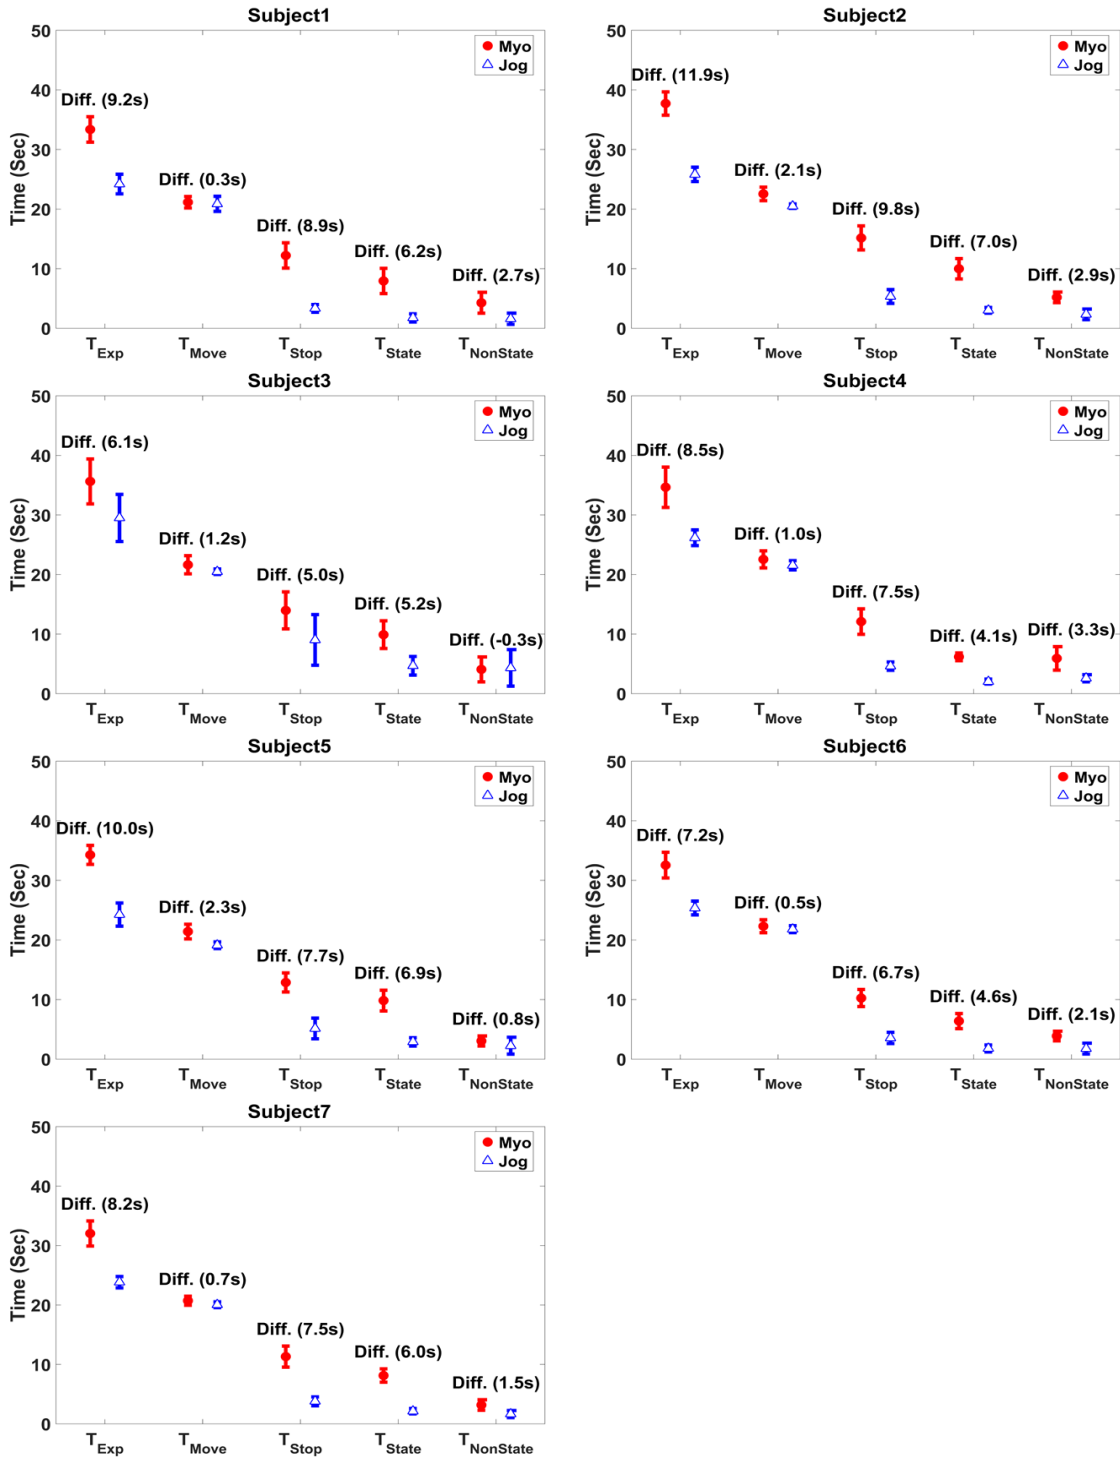 Subject1
50
40
30
20
10
0
Time (Sec)
Myo
Jog
Diff. (9.2s)
Diff. (0.3s)
Diff. (8.9s)
Diff. (6.2s)
Diff. (2.7s)
TExp TMove TStop TState TNonState
Subject2
50
40
30
20
10
0
Time (Sec)
Myo
Jog
Diff. (11.9s)
Diff. (2.1s)
Diff. (9.8s)
Diff. (7.0s)
Diff. (2.9s)
TExp TMove TStop TState TNonState
Subject3
50
40
30
20
10
0
Time (Sec)
Myo
Jog
Diff. (6.1s)
Diff. (1.2s)
Diff. (5.0s)
Diff. (5.2s)
Diff. (-0.3s)
TExp TMove TStop TState TNonState
Subject4
50
40
30
20
10
0
Time (Sec)
Myo
Jog
Diff. (8.5s)
Diff. (1.0s)
Diff. (7.5s)
Diff. (4.1s)
Diff. (3.3s)
TExp TMove TStop TState TNonState
Subject5
50
40
30
20
10
0
Time (Sec)
Myo
Jog
Diff. (10.0s)
Diff. (2.3s)
Diff. (7.7s)
Diff. (6.9s)
Diff. (0.8s)
TExp TMove TStop TState TNonState
Subject6
50
40
30
20
10
0
Time (Sec)
Myo
Jog
Diff. (7.2s)
Diff. (0.5s)
Diff. (6.7s)
Diff. (4.6s)
Diff. (2.1s)
TExp TMove TStop TState TNonState
Subject7
50
40
30
20
10
0
Time (Sec)
Myo
Jog
Diff. (8.2s)
Diff. (0.7s)
Diff. (7.5s)
Diff. (6.0s)
Diff. (1.5s)
TExp TMove TStop TState TNonState